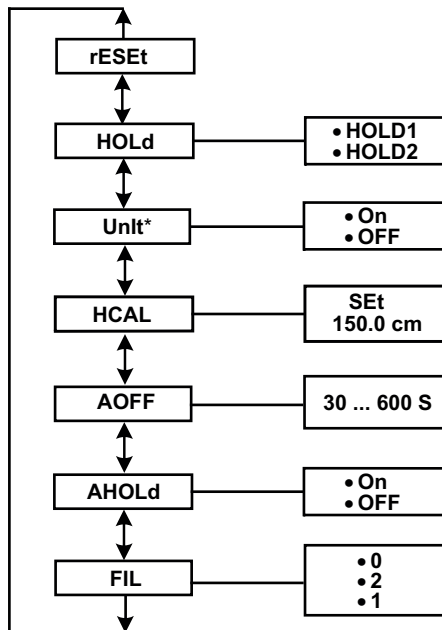 rESEt
HOLd
• HOLD1
• HOLD2
UnIt*
• On
• OFF
HCAL
SEt
150.0 cm
AOFF
30 ... 600 S
AHOLd
• On
• OFF
FIL
• 0
• 2
• 1